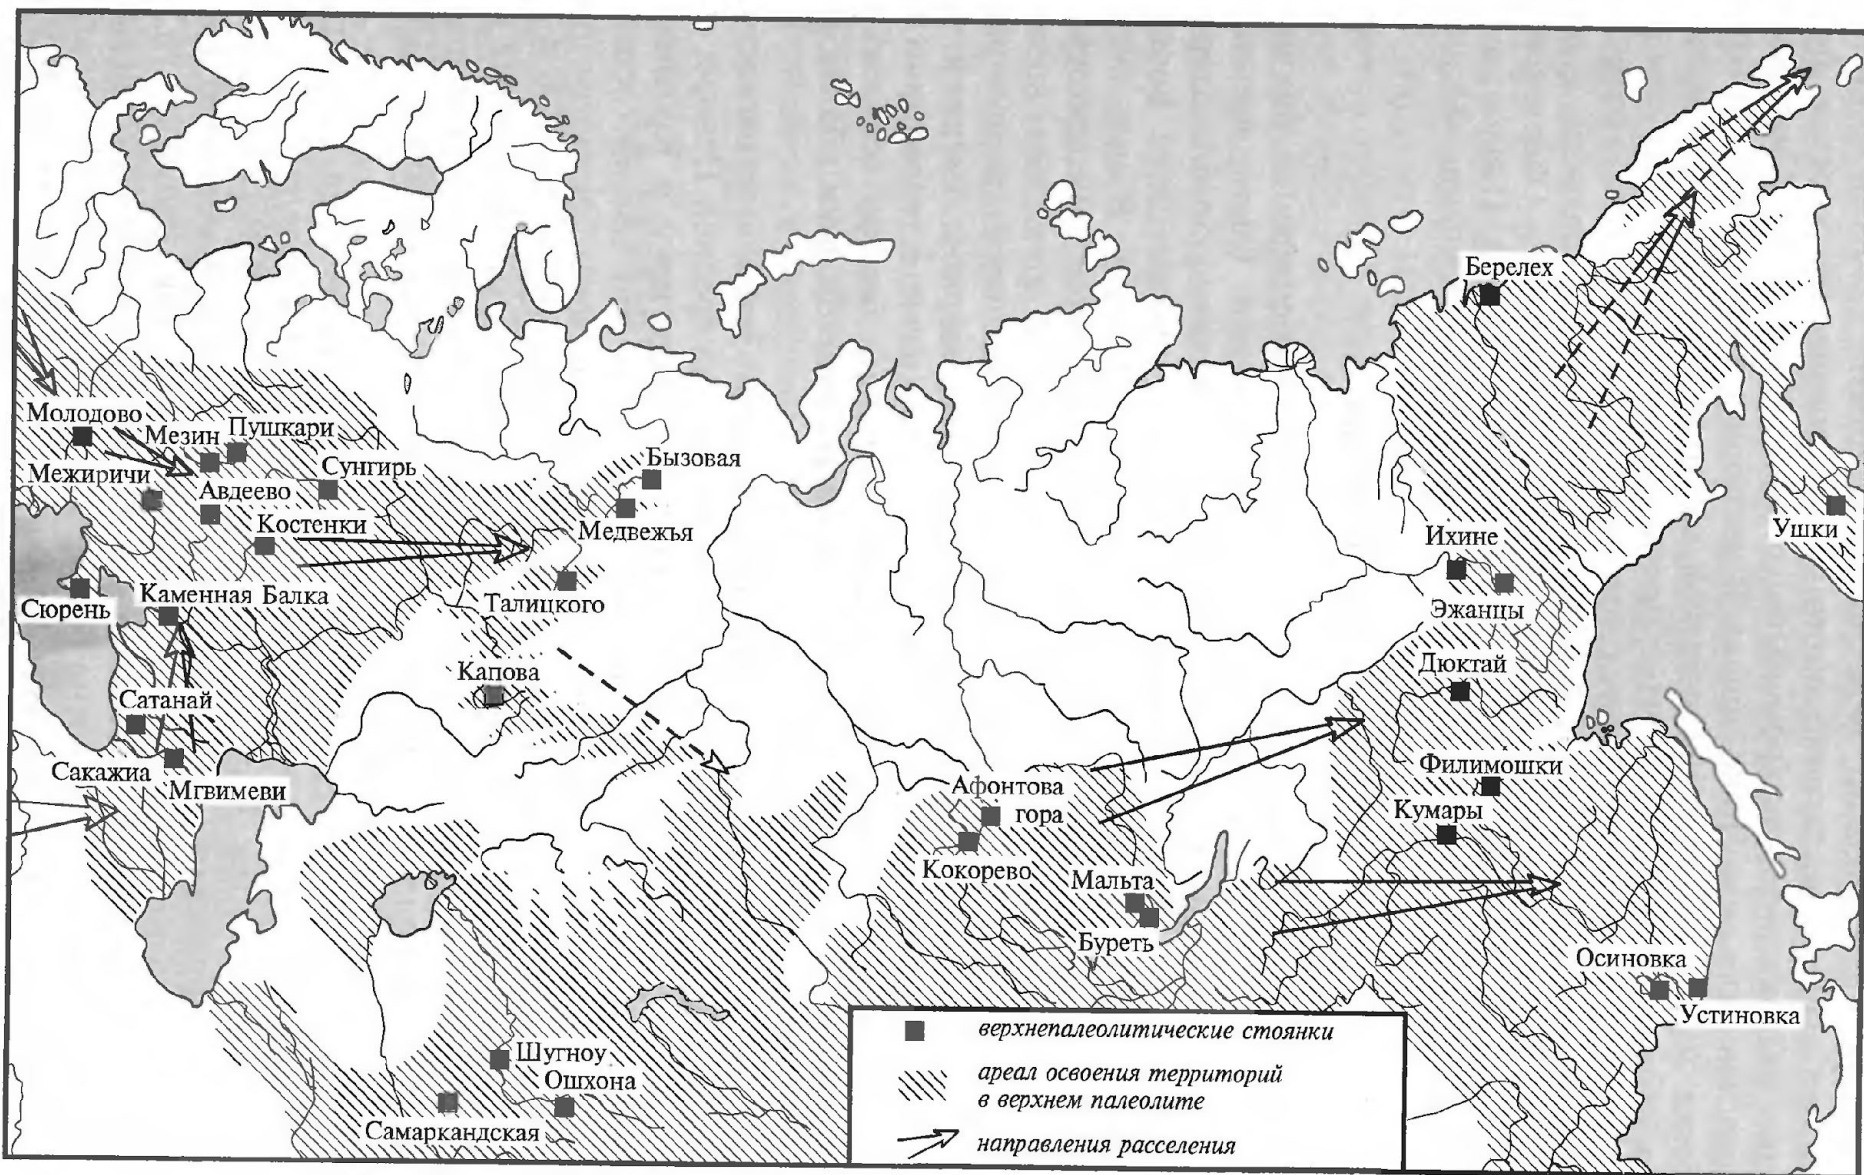 Берелех
Молодово
Мезин
Пушкари
Межиричи
Сунгирь
Бызовая
Авдеево
Костенки
Медвежья
Ушки
Ихине
Сюрень
Каменная Балка
Талицкого
Эжанцы
Дюктай
Капова
Сатанай
Сакажиа
Мгвимеви
Афонтова
гора
Филимошки
Кумары
Кокорево
Мальта
Буреть
Осиновка
Устиновка
Шугноу
Ошхона
Самаркандская
верхнепалеолитические стоянки
ареал освоения территорий
в верхнем палеолите
направления расселения